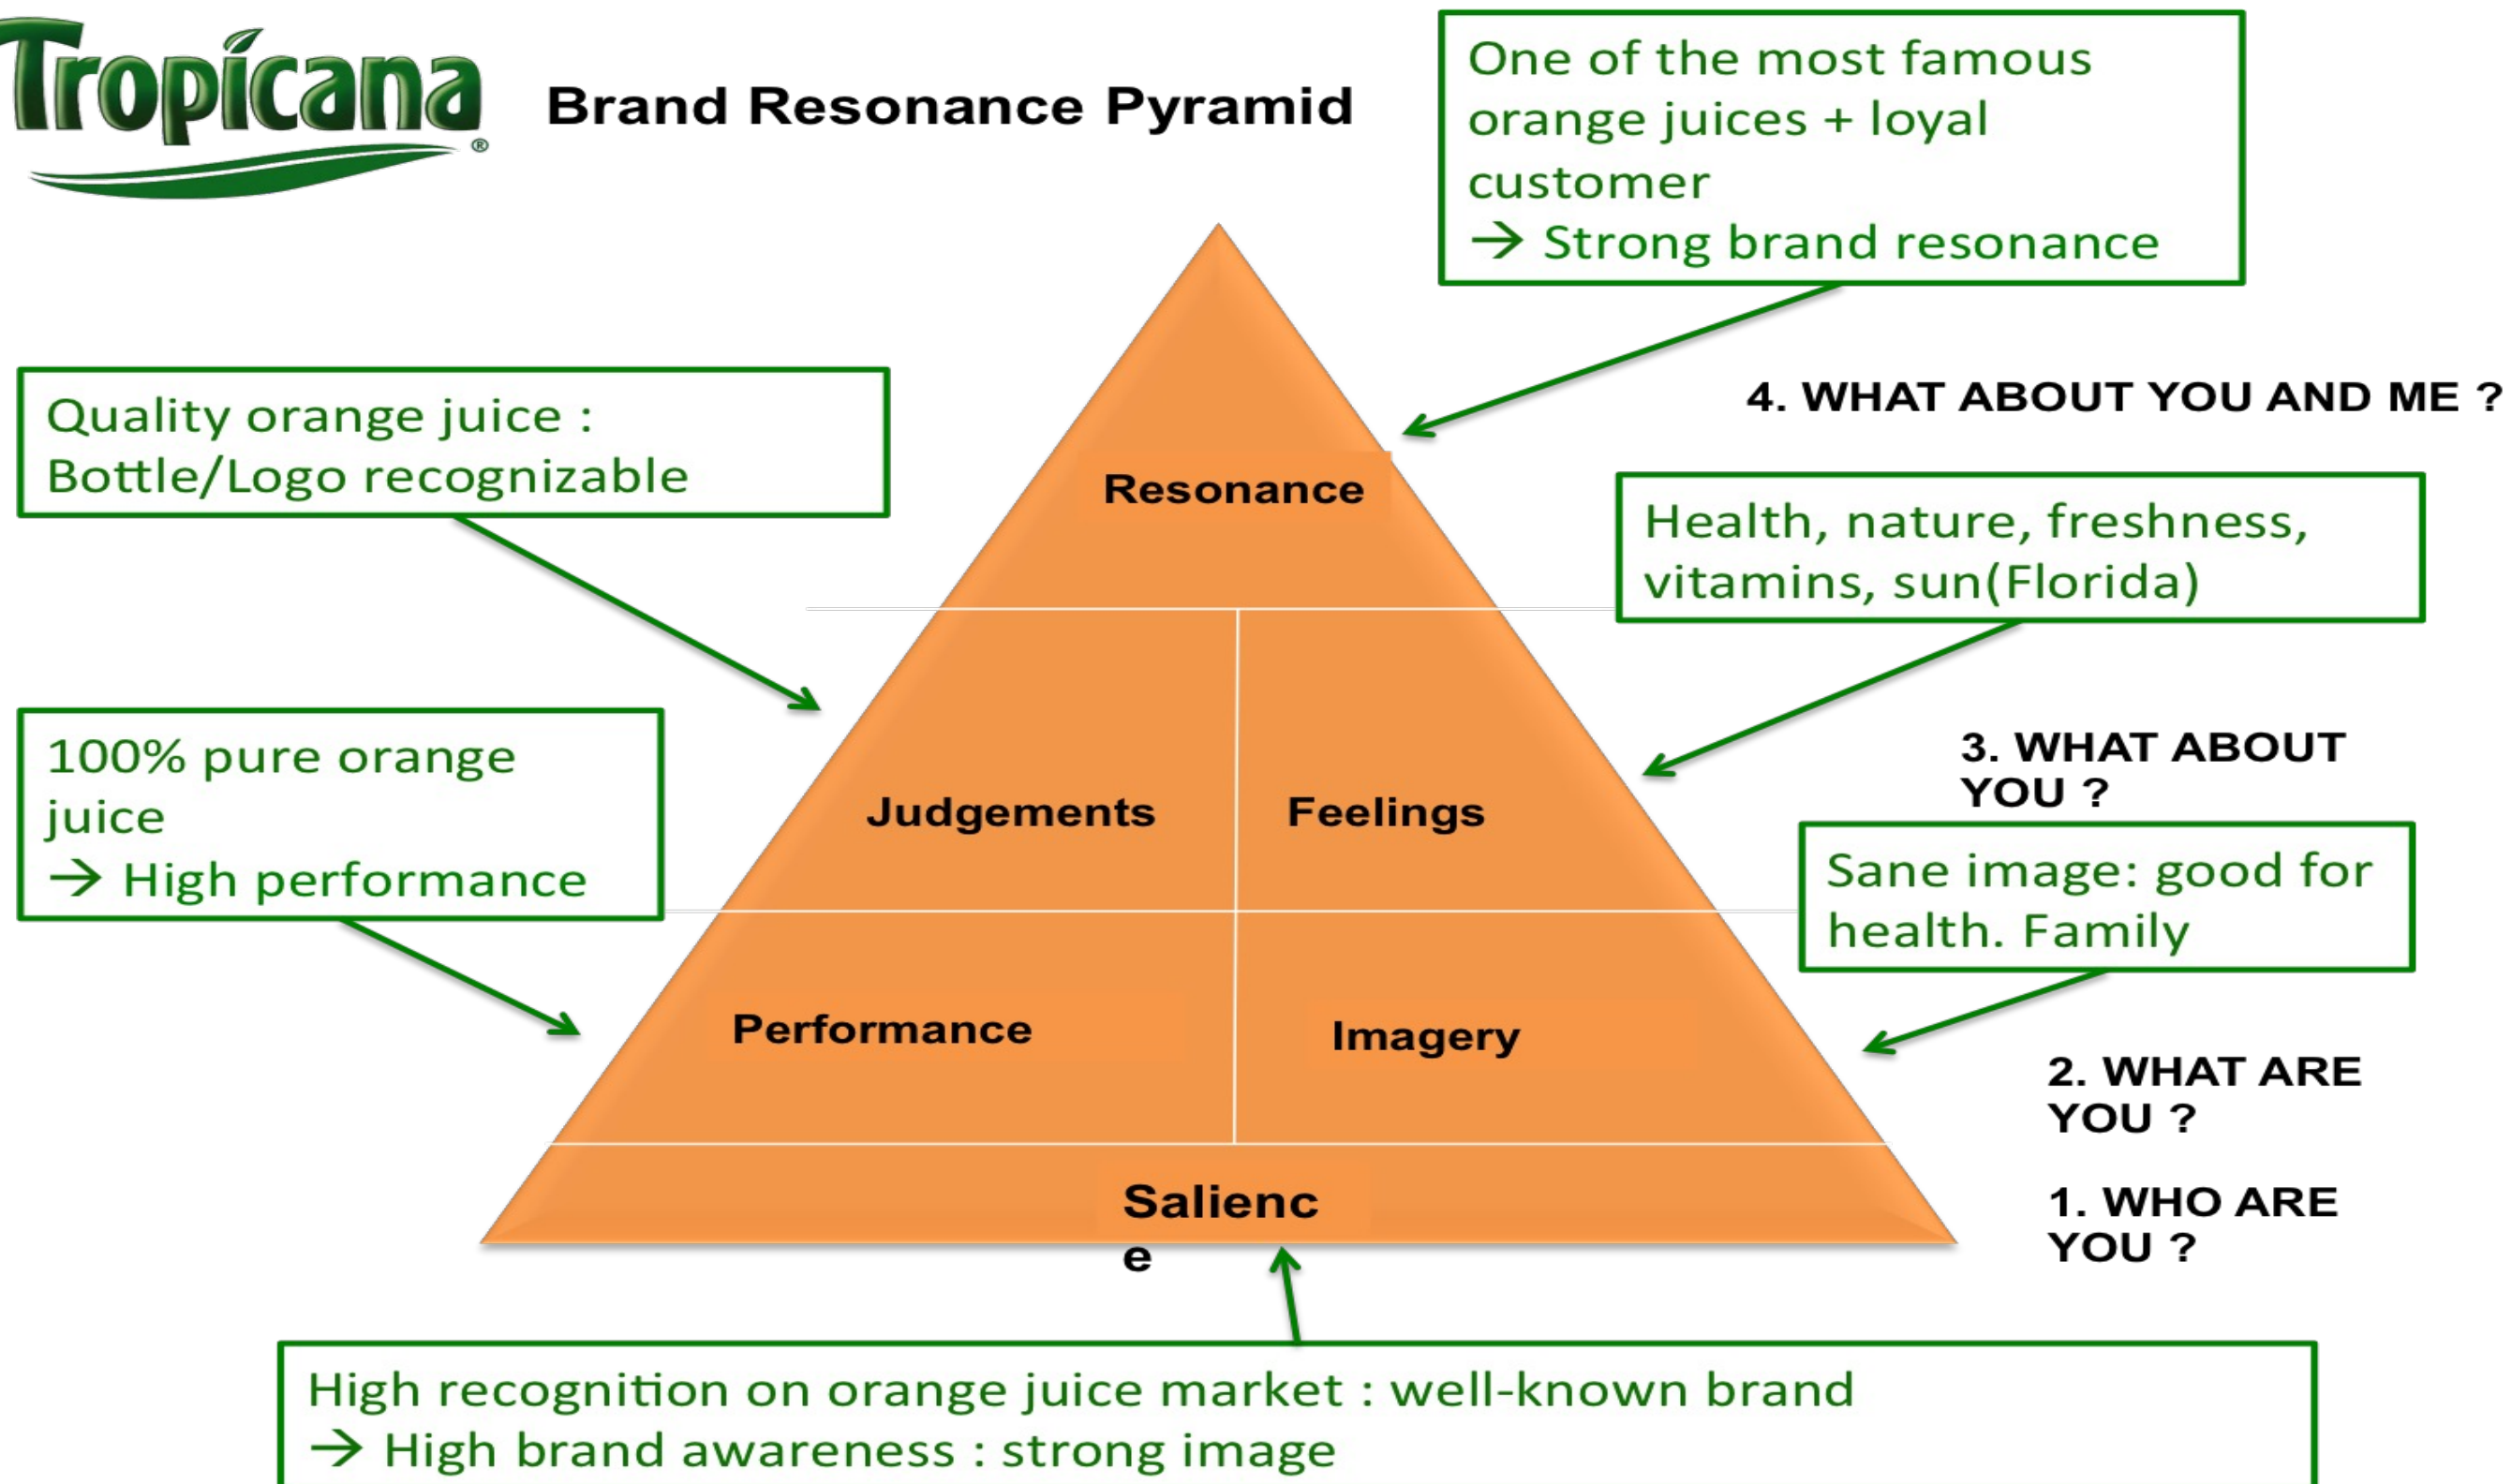 Tropicana
®
Brand Resonance Pyramid
One of the most famous
orange juices + loyal
customer
→ Strong brand resonance
4. WHAT ABOUT YOU AND ME ?
Quality orange juice :
Bottle/Logo recognizable
Resonance
Health, nature, freshness,
vitamins, sun(Florida)
100% pure orange
juice
→ High performance
3. WHAT ABOUT
YOU ?
Judgements
Feelings
Sane image: good for
health. Family
Performance
Imagery
2. WHAT ARE
YOU ?
Salienc
e
1. WHO ARE
YOU ?
High recognition on orange juice market : well-known brand
→ High brand awareness : strong image